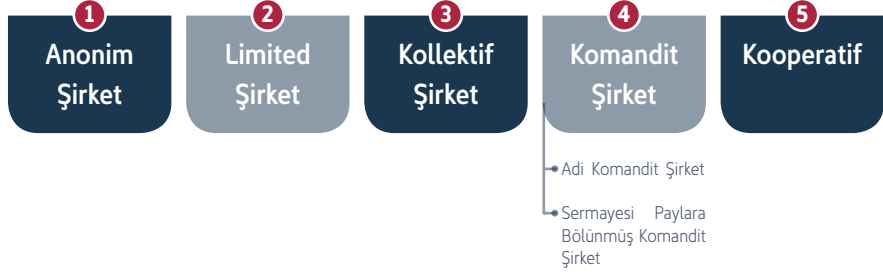 1
Anonim
Şirket
2
Limited
Şirket
3
Kollektif
Şirket
4
Komandit
Şirket
Adi Komandit Şirket
Sermayesi Paylara
Bölünmüş Komandit
Şirket
5
Kooperatif